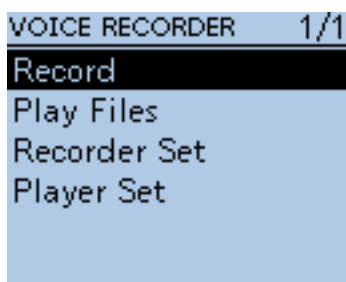 VOICE RECORDER 1/1
Record
Play Files
Recorder Set
Player Set